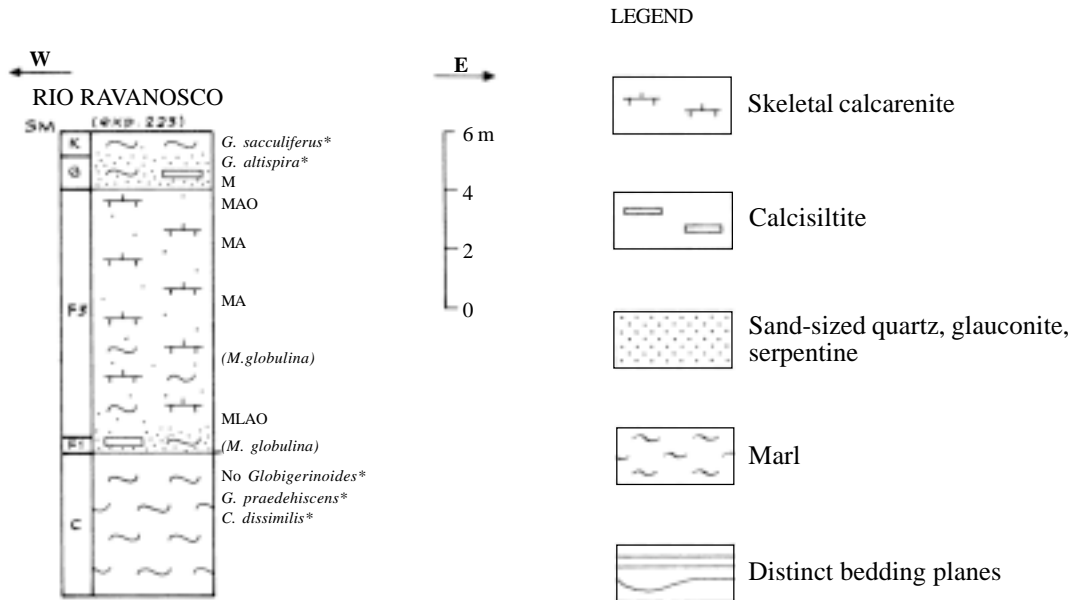 LEGEND
W
E
RIO RAVANOSCO
SM (exp. 223)
K
G
F3
F1
C
G. sacculiferus*
G. altispira*
M
MAO
MA
MA
(M.globulina)
MLAO
(M. globulina)
No Globigerinoides*
G. praedehiscens*
C. dissimilis*
6 m
4
2
0
Skeletal calcarenite
Calcisiltite
Sand-sized quartz, glauconite,
serpentine
Marl
Distinct bedding planes